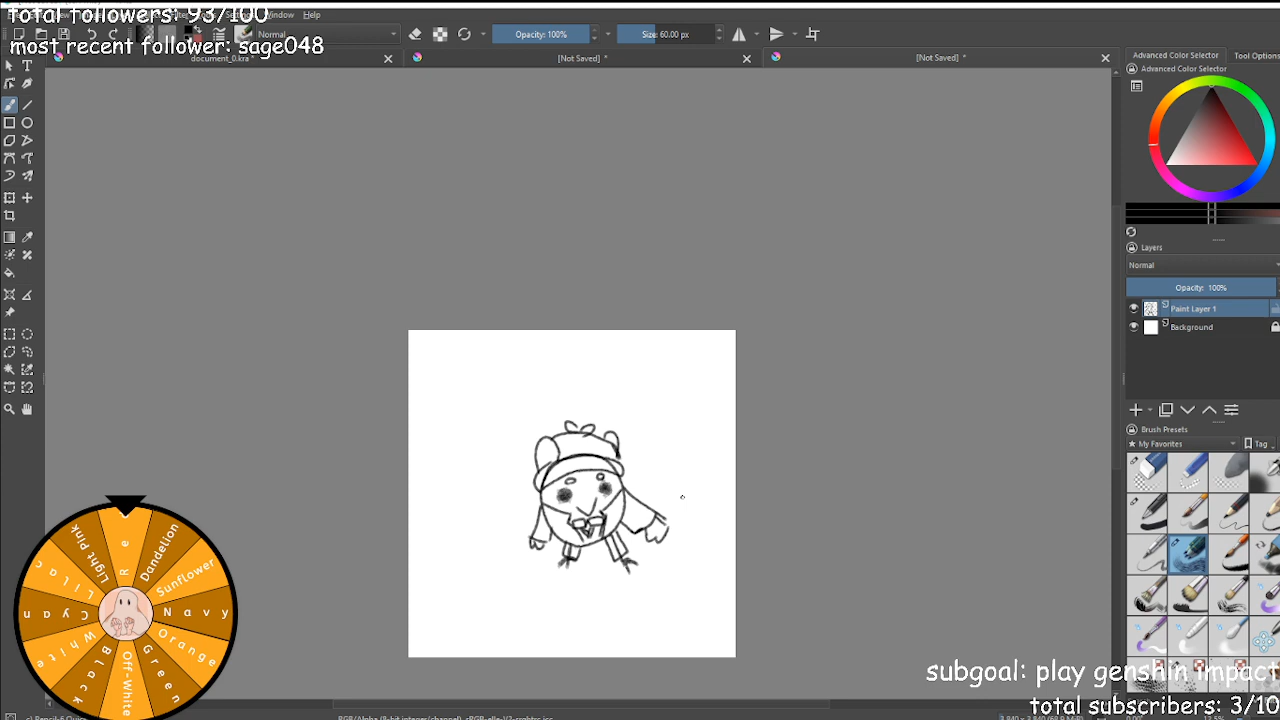 total followers: 93/100
Window Help
most recent follower: sage048
Normal
Opacity: 100%
Size: 60.00 px
document_0.kra
[Not Saved] *
[Not Saved] *
Advanced Color Selector
Tool Options
Advanced Color Selector
Layers
Normal
Opacity: 100%
Paint Layer 1
Background
Brush Presets
My Favorites
Tag
Red
Dandelion
Sunflower
Navy
Orange
Green
Off-White
Black
White
Cyan
Lilac
Light Pink
subgoal: play genshin impact
total subscribers: 3/10